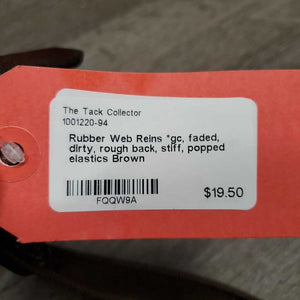 The Tack Collector
1001220-94
Rubber Web Reins *gc, faded,
dirty, rough back, stiff, popped
elastics Brown
FQQW9A
$19.50